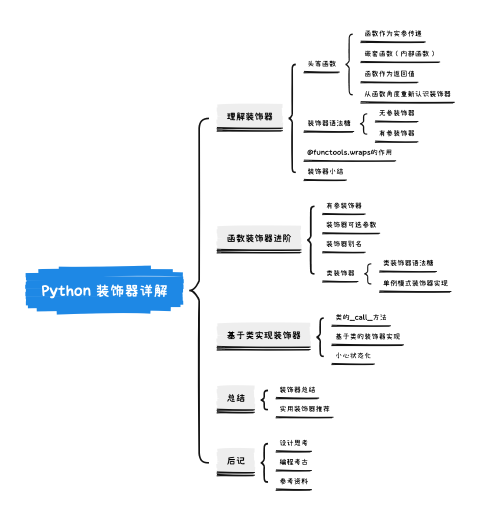 Python 装饰器详解
理解装饰器
头等函数
函数作为实参传递
嵌套函数（内部函数）
函数作为返回值
从函数角度重新认识装饰器
装饰器语法糖
无参装饰器
有参装饰器
@functools.wraps的作用
装饰器小结
函数装饰器进阶
有参装饰器
装饰器可选参数
装饰器别名
类装饰器
类装饰器语法糖
单例模式装饰器实现
基于类实现装饰器
类的__call__方法
基于类的装饰器实现
小心状态化
总结
装饰器总结
实用装饰器推荐
后记
设计思考
编程考古
参考资料